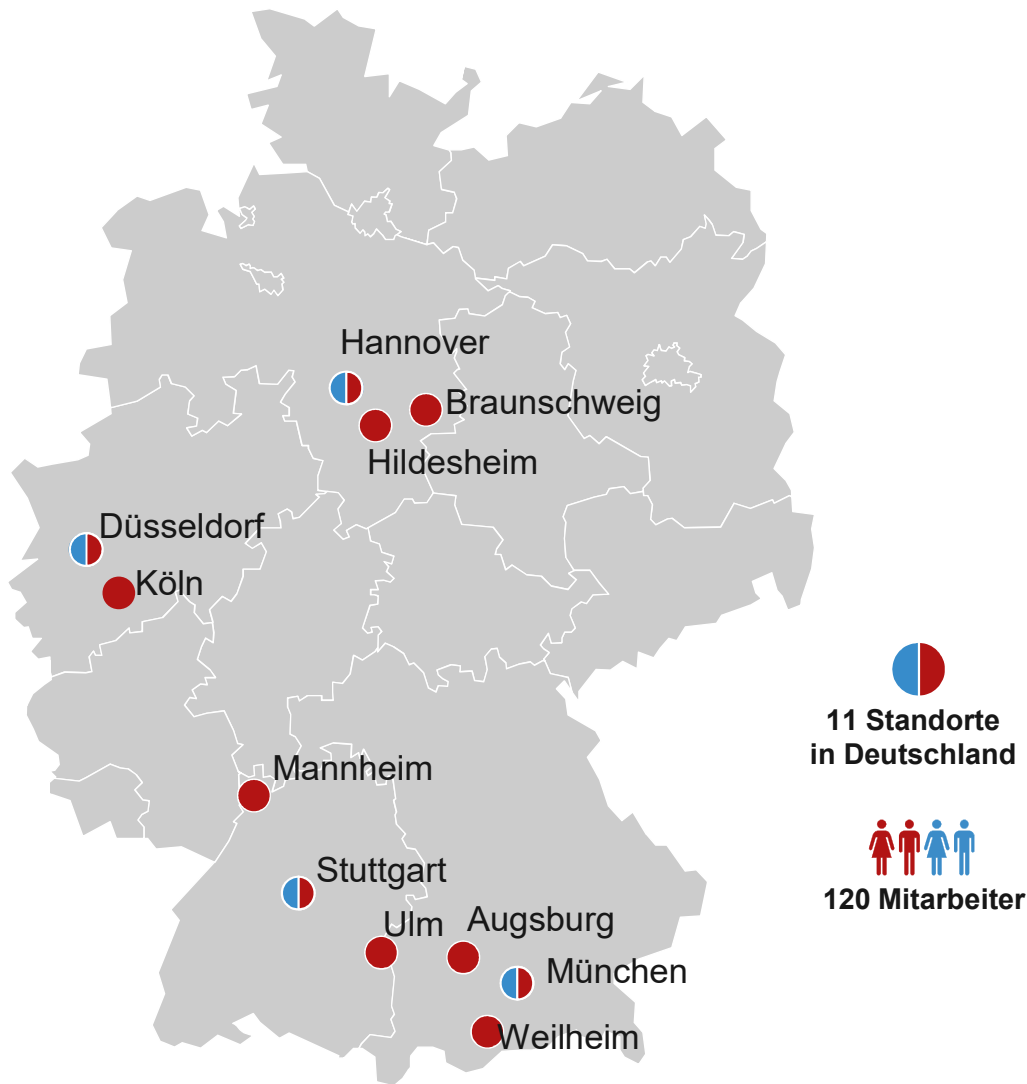 Hannover
Braunschweig
Hildesheim
Düsseldorf
Köln
11 Standorte
in Deutschland
Mannheim
Stuttgart
120 Mitarbeiter
Ulm
Augsburg
München
Weilheim